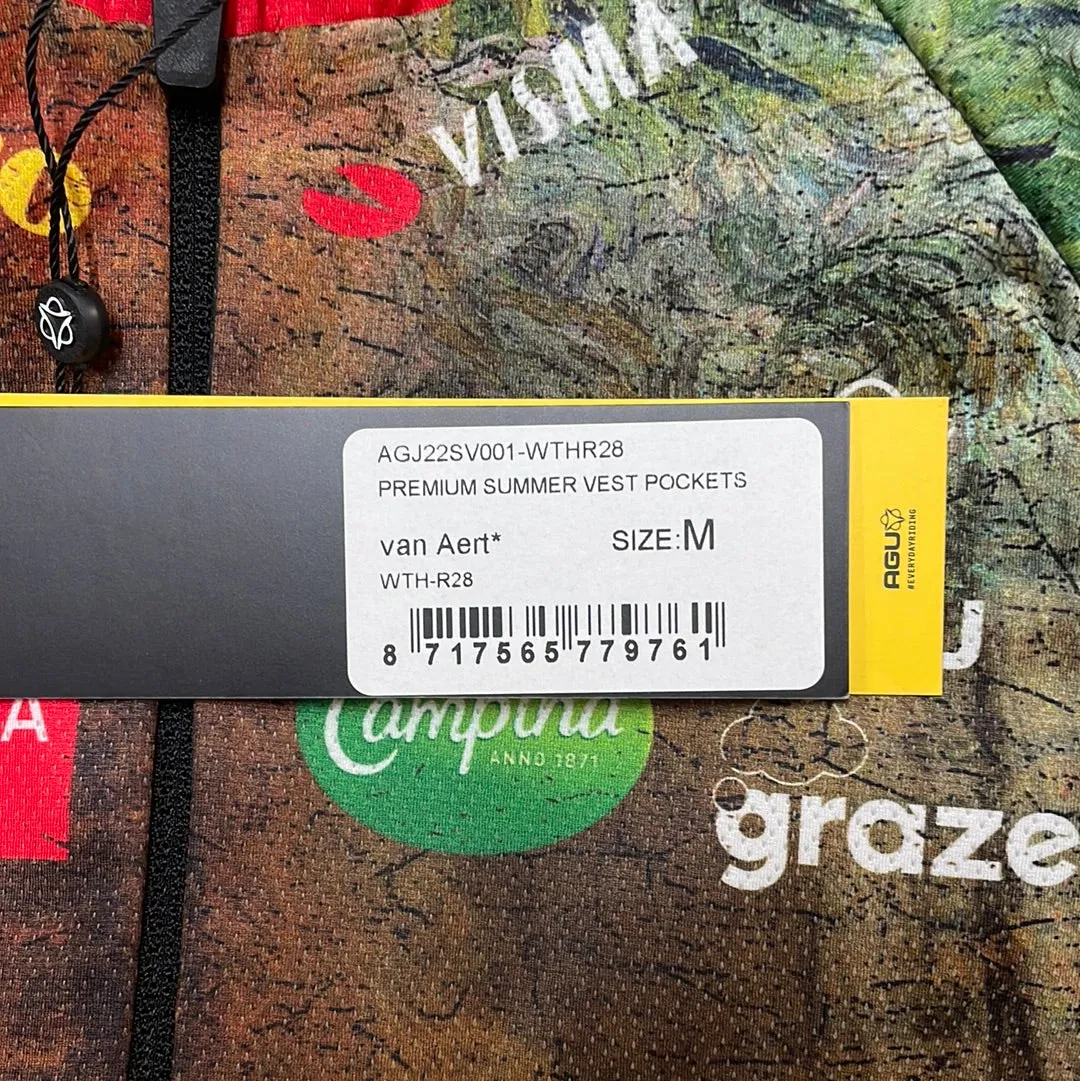 VISMA
AGJ22SV001-WTHR28
PREMIUM SUMMER VEST POCKETS
van Aert*
SIZE:M
WTH-R28
8 717565 779761
AGU
#EVERYDAYRIDING
J
A
Campina
ANNO 1871
graze